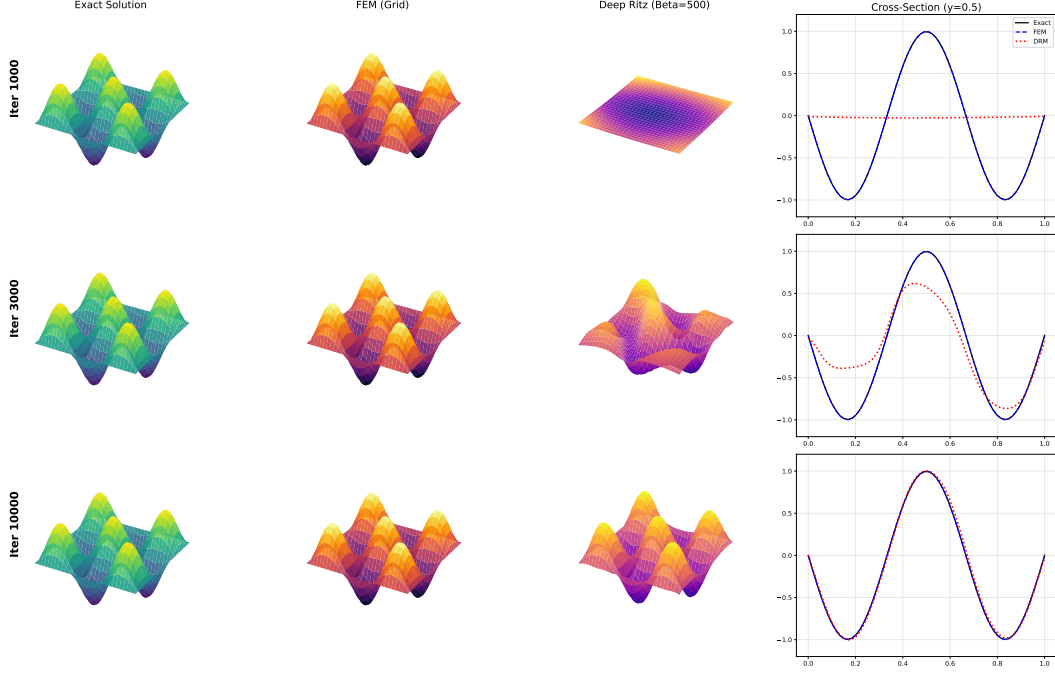 Exact Solution
FEM (Grid)
Deep Ritz (Beta=500)
Cross-Section (y=0.5)
Iter 1000
1.0
0.5
0.0
−0.5
−1.0
Exact
FEM
DRM
0.0 0.2 0.4 0.6 0.8 1.0
Iter 3000
1.0
0.5
0.0
−0.5
−1.0
0.0 0.2 0.4 0.6 0.8 1.0
Iter 10000
1.0
0.5
0.0
−0.5
−1.0
0.0 0.2 0.4 0.6 0.8 1.0